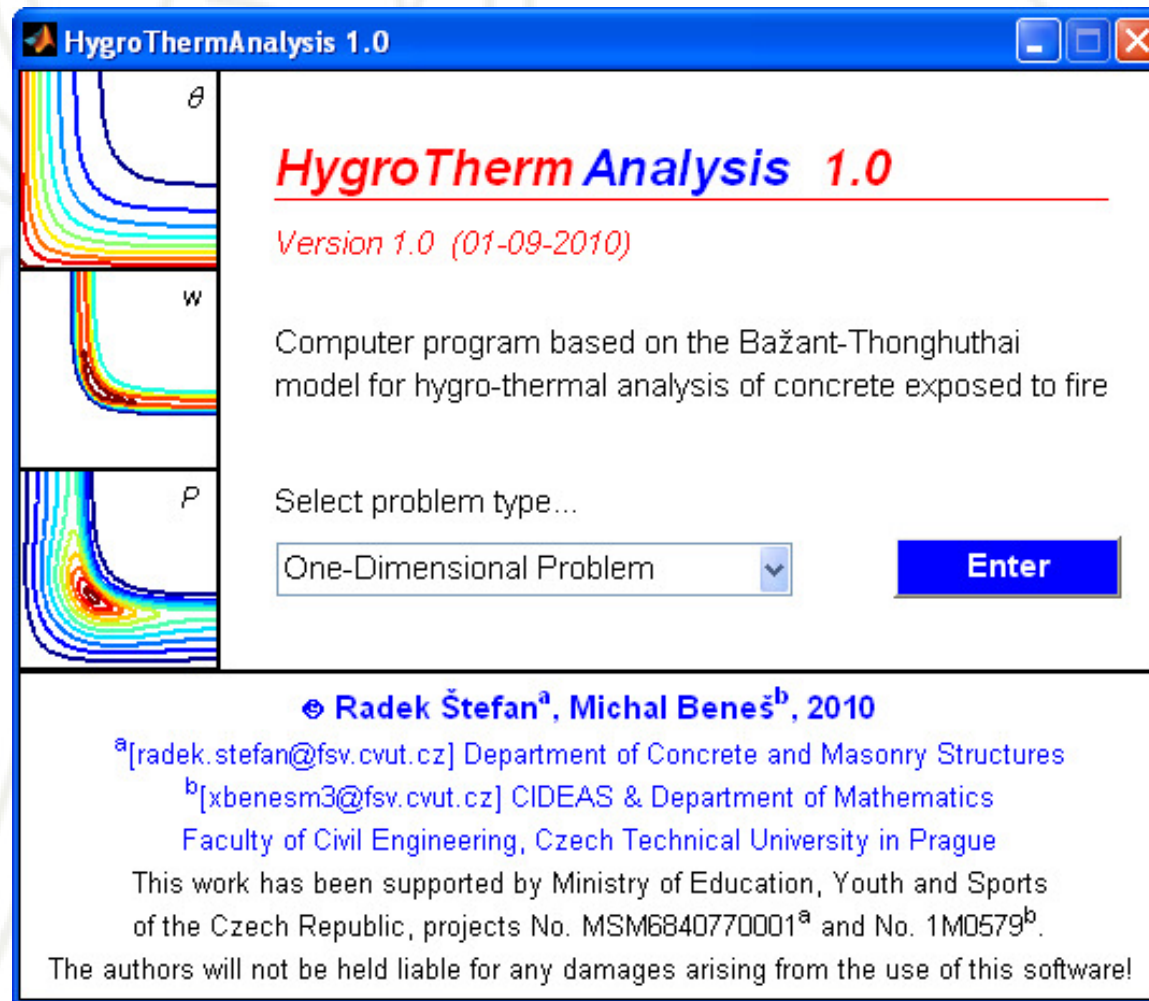 HygroThermAnalysis 1.0
θ
HygroTherm Analysis 1.0
Version 1.0 (01-09-2010)
w
Computer program based on the Bažant-Thonghuthai
model for hygro-thermal analysis of concrete exposed to fire
P
Select problem type...
One-Dimensional Problem
Enter
© Radek Štefanᵃ, Michal Benešᵇ, 2010
ᵃ[radek.stefan@fsv.cvut.cz] Department of Concrete and Masonry Structures
ᵇ[xbenesm3@fsv.cvut.cz] CIDEAS & Department of Mathematics
Faculty of Civil Engineering, Czech Technical University in Prague
This work has been supported by Ministry of Education, Youth and Sports
of the Czech Republic, projects No. MSM6840770001ᵃ and No. 1M0579ᵇ.
The authors will not be held liable for any damages arising from the use of this software!